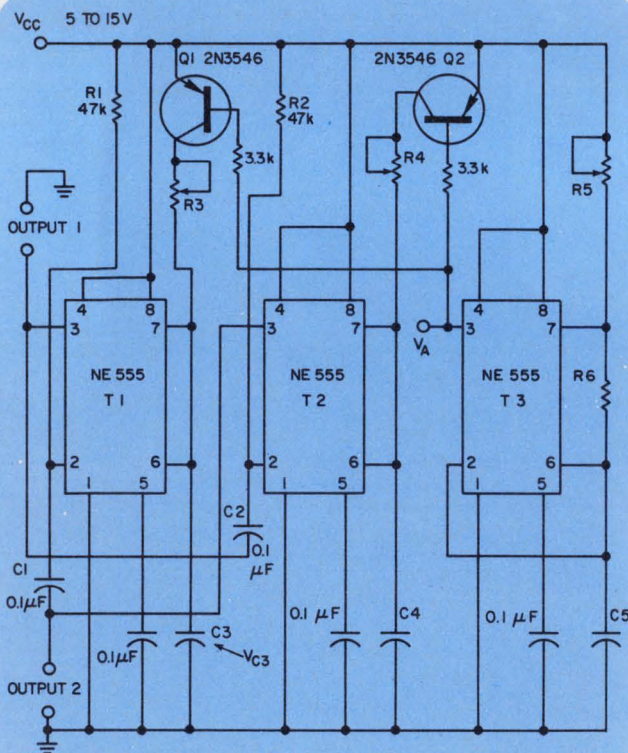 VCC 5 TO 15V
Q1 2N3546
2N3546 Q2
R1
47k
R2
47k
3.3k
R4
3.3k
R3
R5
OUTPUT 1
4 8
3 7
NE 555
T 1
2 6
1 5
4 8
3 7
NE 555
T 2
2 6
1 5
VA
4 8
3 7
NE 555
T 3
2 6
1 5
R6
C2
0.1
μF
C1
0.1μF
0.1μF
C3
VC3
0.1 μF
C4
0.1 μF
C5
OUTPUT 2